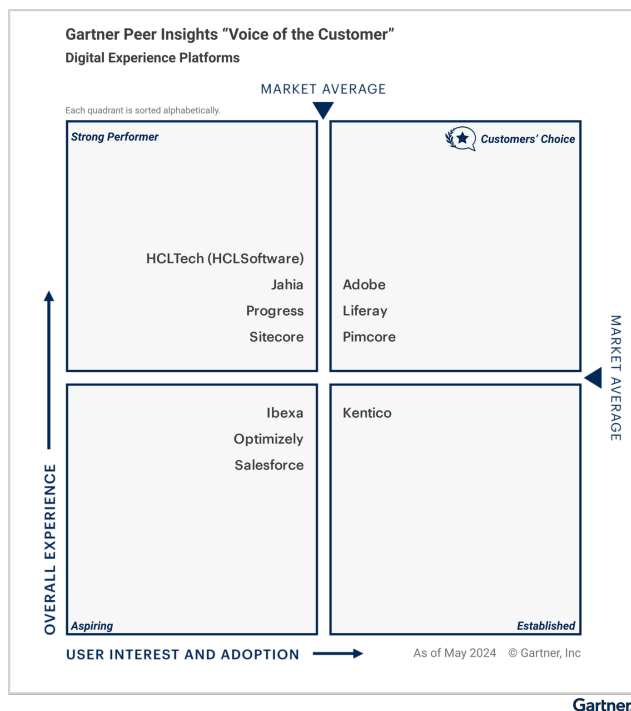 Gartner Peer Insights “Voice of the Customer”
Digital Experience Platforms
MARKET AVERAGE
Each quadrant is sorted alphabetically.
Strong Performer
Customers’ Choice
HCLTech (HCLSoftware)
Jahia
Progress
Sitecore
Adobe
Liferay
Pimcore
MARKET AVERAGE
Ibexa
Optimizely
Salesforce
Kentico
OVERALL EXPERIENCE
Aspiring
Established
USER INTEREST AND ADOPTION
As of May 2024 © Gartner, Inc
Gartner